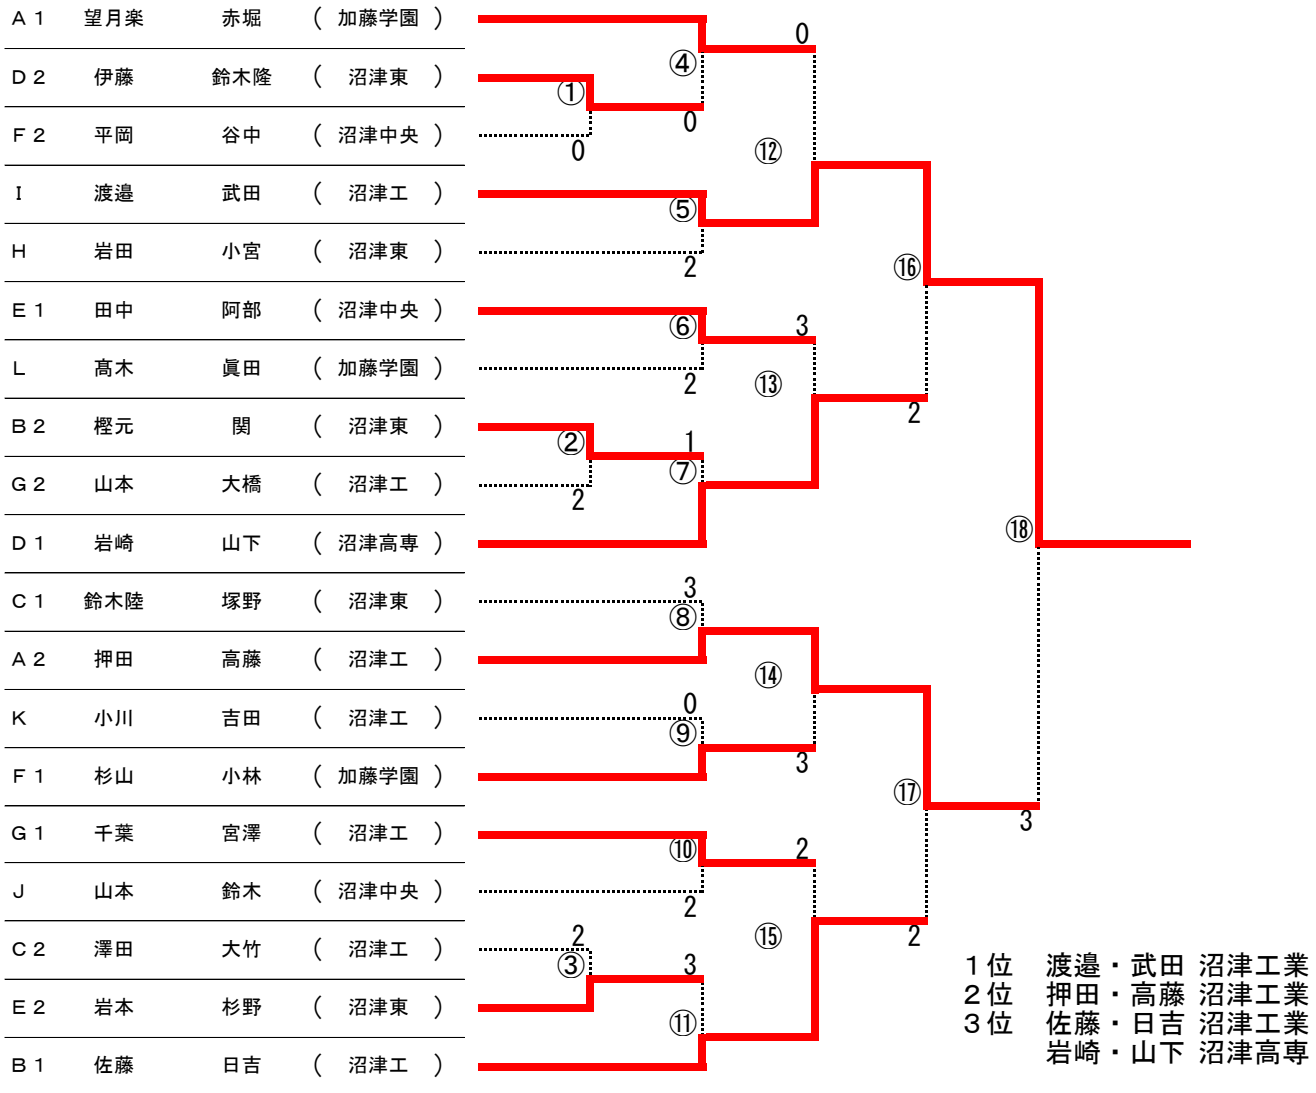 Ａ１ 望月楽 赤堀 （ 加藤学園 ）
0
④
Ｄ２ 伊藤 鈴木隆 （ 沼津東 ）
①
0
Ｆ２ 平岡 谷中 （ 沼津中央 ）
0
⑫
Ｉ 渡邉 武田 （ 沼津工 ）
⑤
Ｈ 岩田 小宮 （ 沼津東 ）
2
⑯
Ｅ１ 田中 阿部 （ 沼津中央 ）
⑥ 3
Ｌ 髙木 眞田 （ 加藤学園 ）
2
⑬
2
Ｂ２ 樫元 関 （ 沼津東 ）
② 1
⑦
Ｇ２ 山本 大橋 （ 沼津工 ）
2
⑱
Ｄ１ 岩崎 山下 （ 沼津高専 ）
3
Ｃ１ 鈴木陸 塚野 （ 沼津東 ）
⑧
Ａ２ 押田 高藤 （ 沼津工 ）
⑭
0
Ｋ 小川 吉田 （ 沼津工 ）
⑨
3
Ｆ１ 杉山 小林 （ 加藤学園 ）
⑰
3
Ｇ１ 千葉 宮澤 （ 沼津工 ）
⑩ 2
Ｊ 山本 鈴木 （ 沼津中央 ）
2
2 ⑮ 2
Ｃ２ 澤田 大竹 （ 沼津工 ）
③ 3
１位 渡邉・武田 沼津工業
２位 押田・高藤 沼津工業
Ｅ２ 岩本 杉野 （ 沼津東 ）
⑪
３位 佐藤・日吉 沼津工業
岩崎・山下 沼津高専
Ｂ１ 佐藤 日吉 （ 沼津工 ）